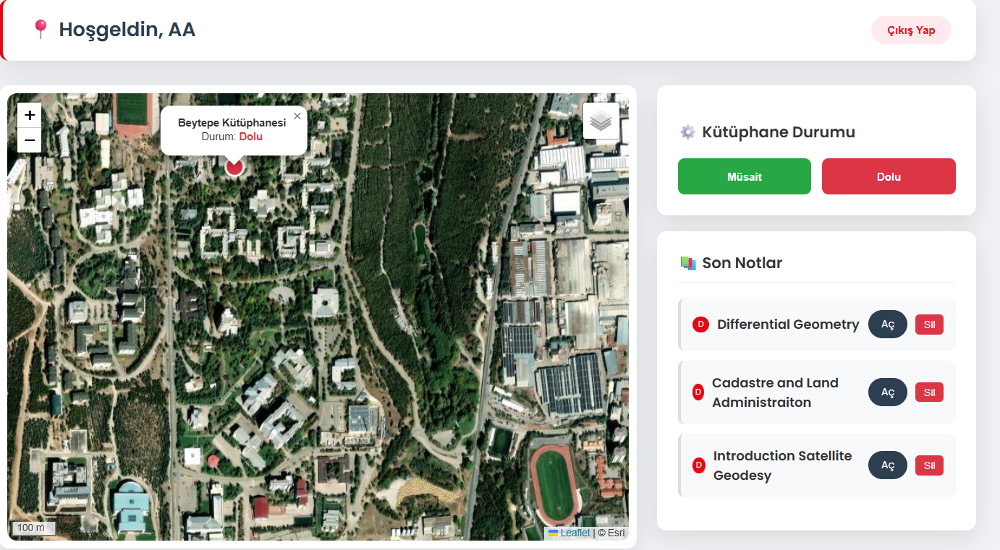 Hoşgeldin, AA
Çıkış Yap
+
−
Beytepe Kütüphanesi
×
Durum: Dolu
100 m
Leaflet | © Esri
Kütüphane Durumu
Müsait
Dolu
Son Notlar
D
Differential Geometry
Aç
Sil
D
Cadastre and Land
Administraiton
Aç
Sil
D
Introduction Satellite
Geodesy
Aç
Sil